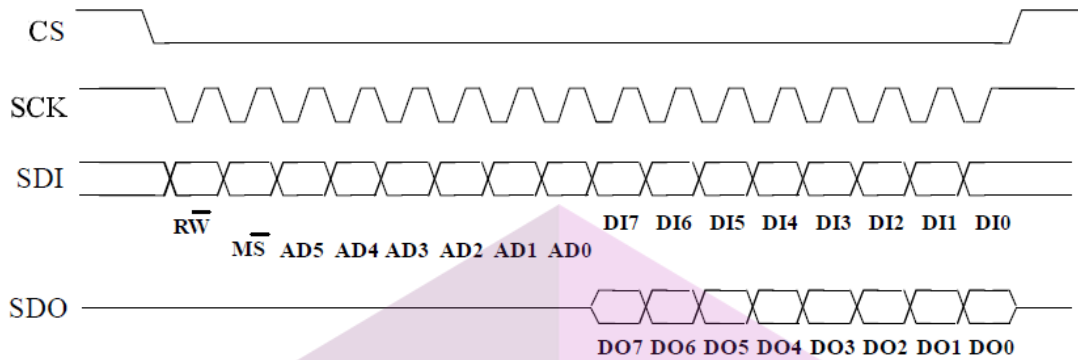 CS
SCK
SDI
RW̅ DI7 DI6 DI5 DI4 DI3 DI2 DI1 DI0
MS̅ AD5 AD4 AD3 AD2 AD1 AD0
SDO
DO7 DO6 DO5 DO4 DO3 DO2 DO1 DO0